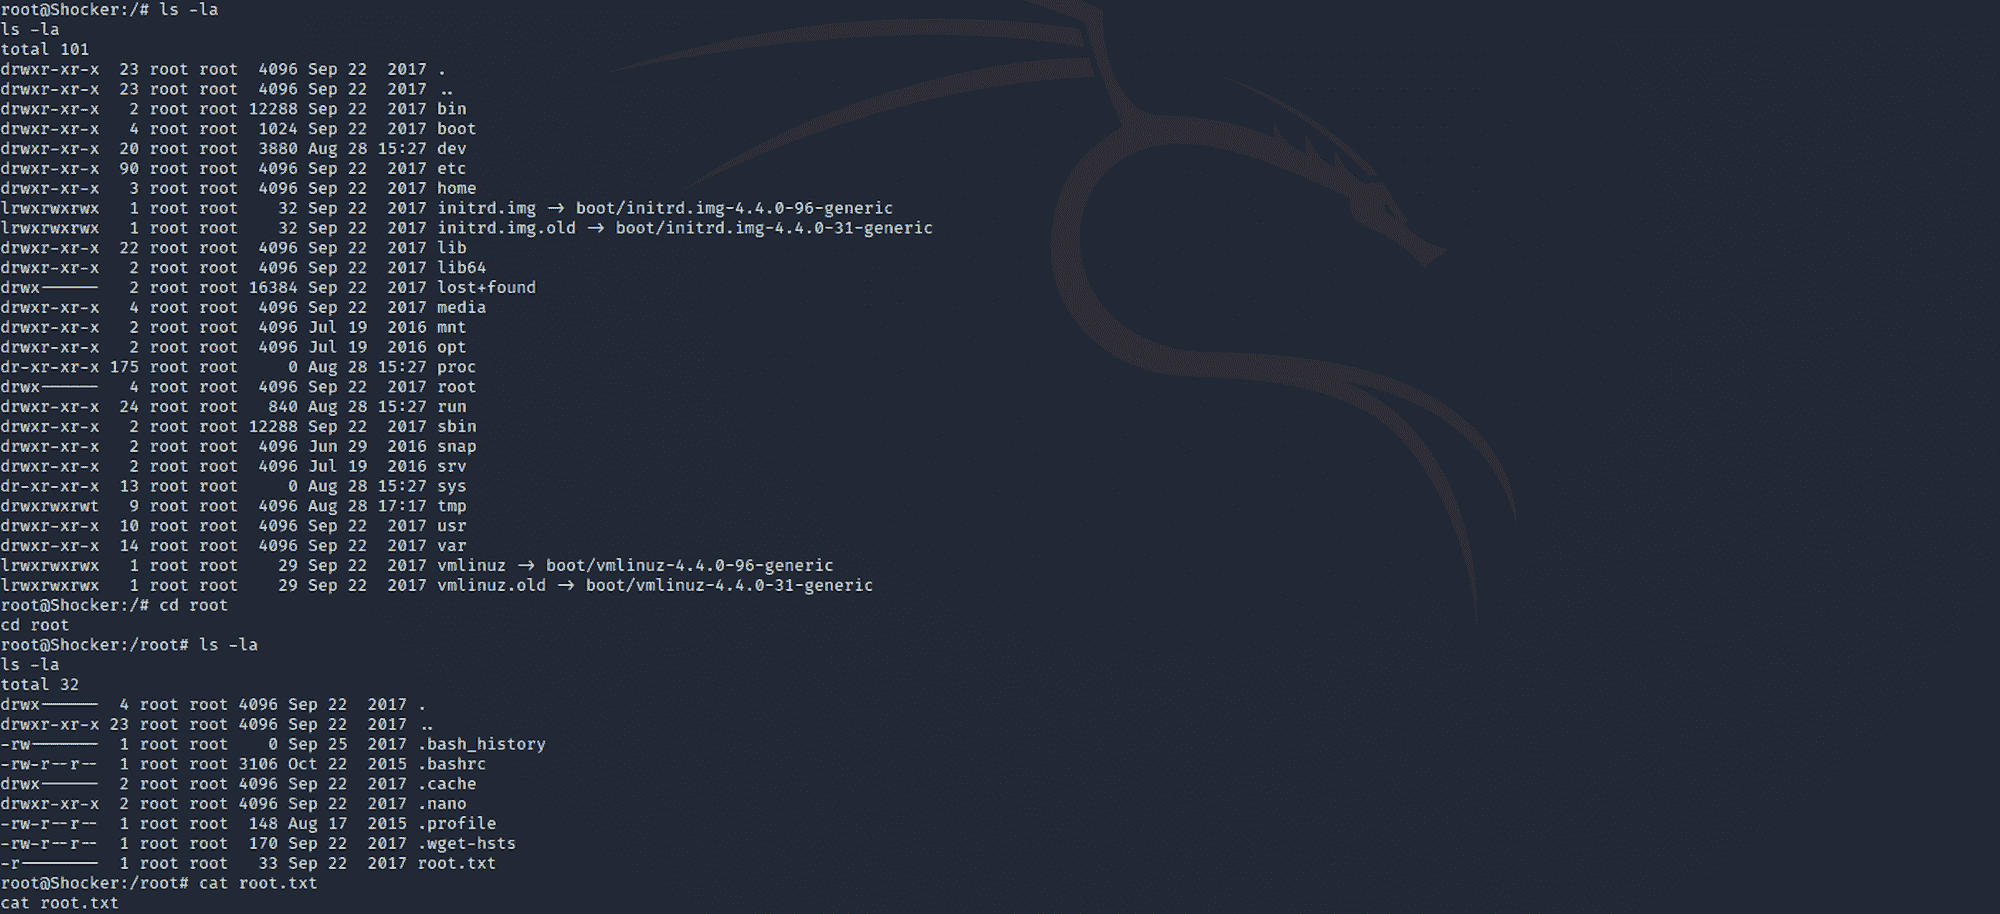 root@Shocker:/# ls -la
ls -la
total 101
drwxr-xr-x  23 root root  4096 Sep 22  2017 .
drwxr-xr-x  23 root root  4096 Sep 22  2017 ..
drwxr-xr-x   2 root root 12288 Sep 22  2017 bin
drwxr-xr-x   4 root root  1024 Sep 22  2017 boot
drwxr-xr-x  20 root root  3880 Aug 28 15:27 dev
drwxr-xr-x  90 root root  4096 Sep 22  2017 etc
drwxr-xr-x   3 root root  4096 Sep 22  2017 home
lrwxrwxrwx   1 root root    32 Sep 22  2017 initrd.img -> boot/initrd.img-4.4.0-96-generic
lrwxrwxrwx   1 root root    32 Sep 22  2017 initrd.img.old -> boot/initrd.img-4.4.0-31-generic
drwxr-xr-x  22 root root  4096 Sep 22  2017 lib
drwxr-xr-x   2 root root  4096 Sep 22  2017 lib64
drwx------   2 root root 16384 Sep 22  2017 lost+found
drwxr-xr-x   4 root root  4096 Sep 22  2017 media
drwxr-xr-x   2 root root  4096 Jul 19  2016 mnt
drwxr-xr-x   2 root root  4096 Jul 19  2016 opt
dr-xr-xr-x 175 root root     0 Aug 28 15:27 proc
drwx------   4 root root  4096 Sep 22  2017 root
drwxr-xr-x  24 root root   840 Aug 28 15:27 run
drwxr-xr-x   2 root root 12288 Sep 22  2017 sbin
drwxr-xr-x   2 root root  4096 Jun 29  2016 snap
drwxr-xr-x   2 root root  4096 Jul 19  2016 srv
dr-xr-xr-x  13 root root     0 Aug 28 15:27 sys
drwxrwxrwt   9 root root  4096 Aug 28 17:17 tmp
drwxr-xr-x  10 root root  4096 Sep 22  2017 usr
drwxr-xr-x  14 root root  4096 Sep 22  2017 var
lrwxrwxrwx   1 root root    29 Sep 22  2017 vmlinuz -> boot/vmlinuz-4.4.0-96-generic
lrwxrwxrwx   1 root root    29 Sep 22  2017 vmlinuz.old -> boot/vmlinuz-4.4.0-31-generic
root@Shocker:/# cd root
cd root
root@Shocker:/root# ls -la
ls -la
total 32
drwx------  4 root root 4096 Sep 22  2017 .
drwxr-xr-x 23 root root 4096 Sep 22  2017 ..
-rw-------  1 root root    0 Sep 25  2017 .bash_history
-rw-r--r--  1 root root 3106 Oct 22  2015 .bashrc
drwx------  2 root root 4096 Sep 22  2017 .cache
drwxr-xr-x  2 root root 4096 Sep 22  2017 .nano
-rw-r--r--  1 root root  148 Aug 17  2015 .profile
-rw-r--r--  1 root root  170 Sep 22  2017 .wget-hsts
-r--------  1 root root   33 Sep 22  2017 root.txt
root@Shocker:/root# cat root.txt
cat root.txt